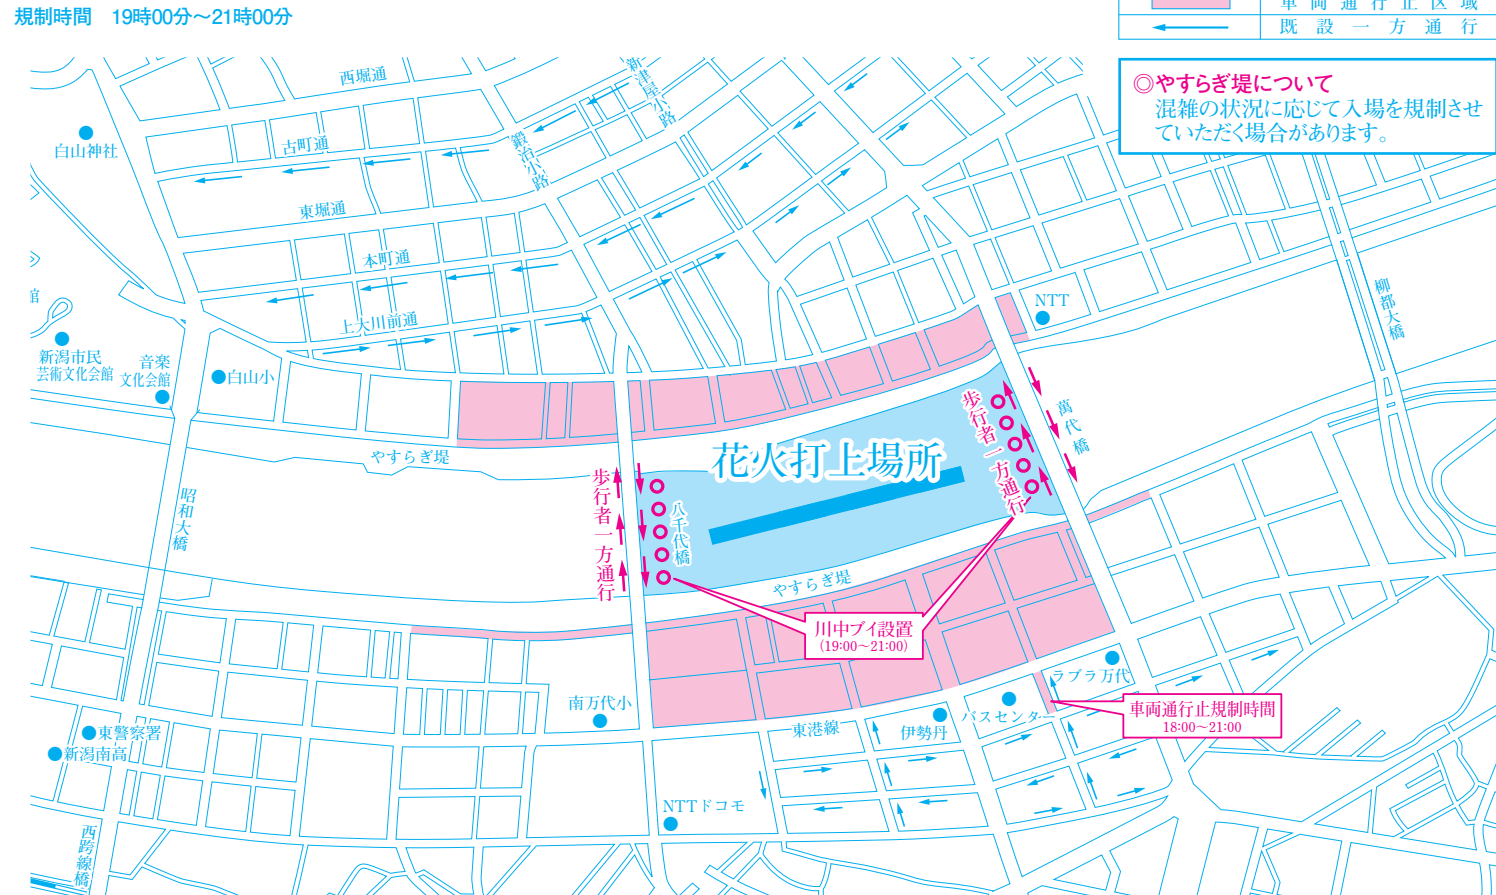 規制時間　19時00分～21時00分
車両通行止区域
既設一方通行
◎やすらぎ堤について
混雑の状況に応じて入場を規制させ
ていただく場合があります。
西堀通
新津屋小路
白山神社
古町通
鍛冶小路
東堀通
本町通
上大川前通
NTT
柳都大橋
館
新潟市民
芸術文化会館
音楽
文化会館
白山小
萬代橋
歩行者一方通行
花火打上場所
やすらぎ堤
歩行者一方通行
昭和大橋
八千代橋
やすらぎ堤
川中ブイ設置
(19:00～21:00)
ラブラ万代
南万代小
バスセンター
車両通行止規制時間
18:00～21:00
東港線
伊勢丹
東警察署
新潟南高
NTTドコモ
西跨線橋